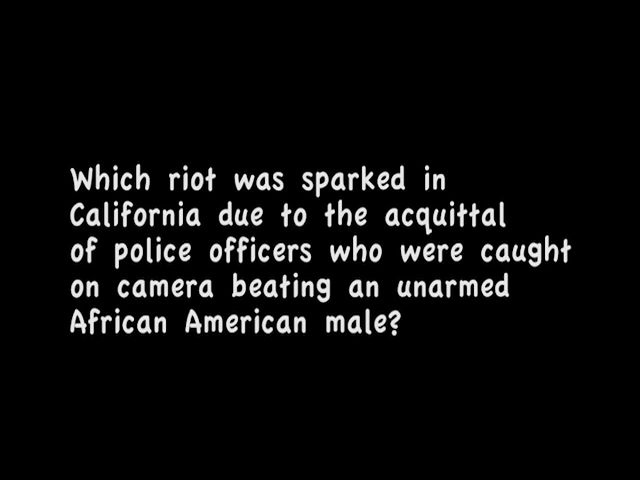 Which riot was sparked in
California due to the acquittal
of police officers who were caught
on camera beating an unarmed
African American male?